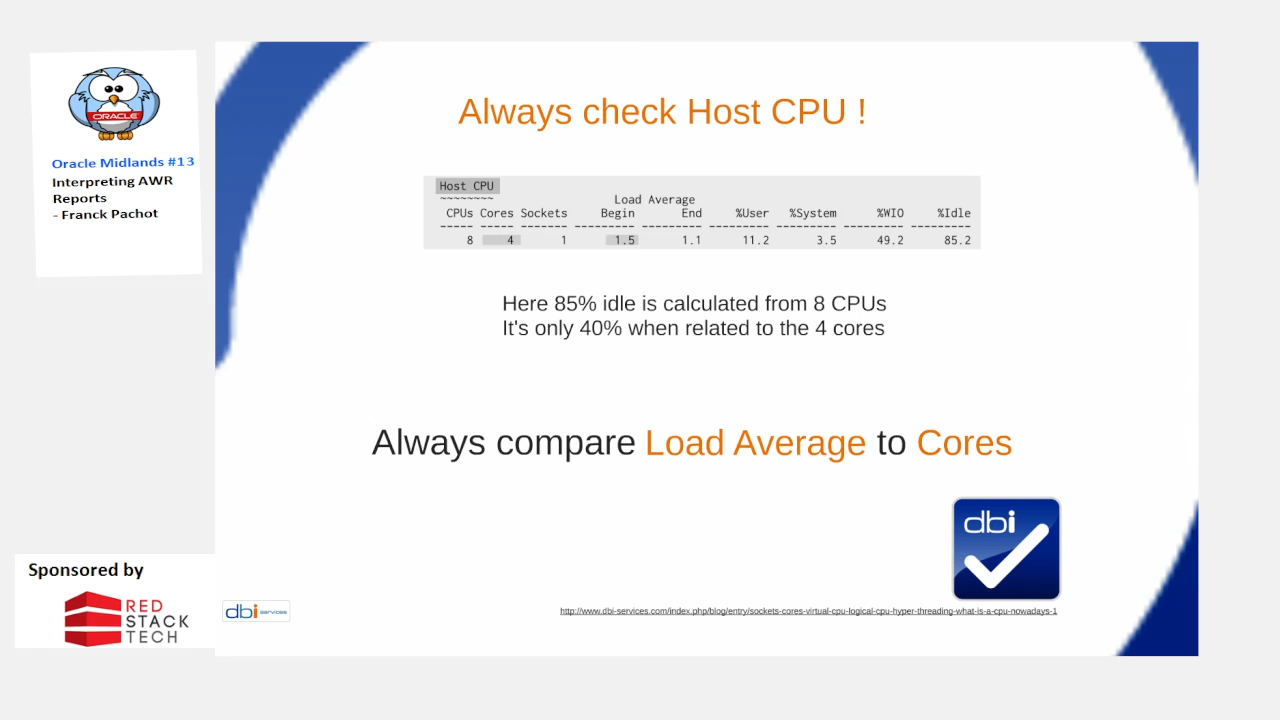 ORACLE
Oracle Midlands #13
Interpreting AWR
Reports
- Franck Pachot
Always check Host CPU !
Host CPU
~~~~~~~~ Load Average
CPUs Cores Sockets Begin End %User %System %WIO %Idle
----- ----- ------- --------- --------- --------- --------- --------- ---------
8 4 1 1.5 1.1 11.2 3.5 49.2 85.2
Here 85% idle is calculated from 8 CPUs
It's only 40% when related to the 4 cores
Always compare Load Average to Cores
dbi
Sponsored by
RED
STACK
TECH
dbi services
http://www.dbi-services.com/index.php/blog/entry/sockets-cores-virtual-cpu-logical-cpu-hyper-threading-what-is-a-cpu-nowadays-1